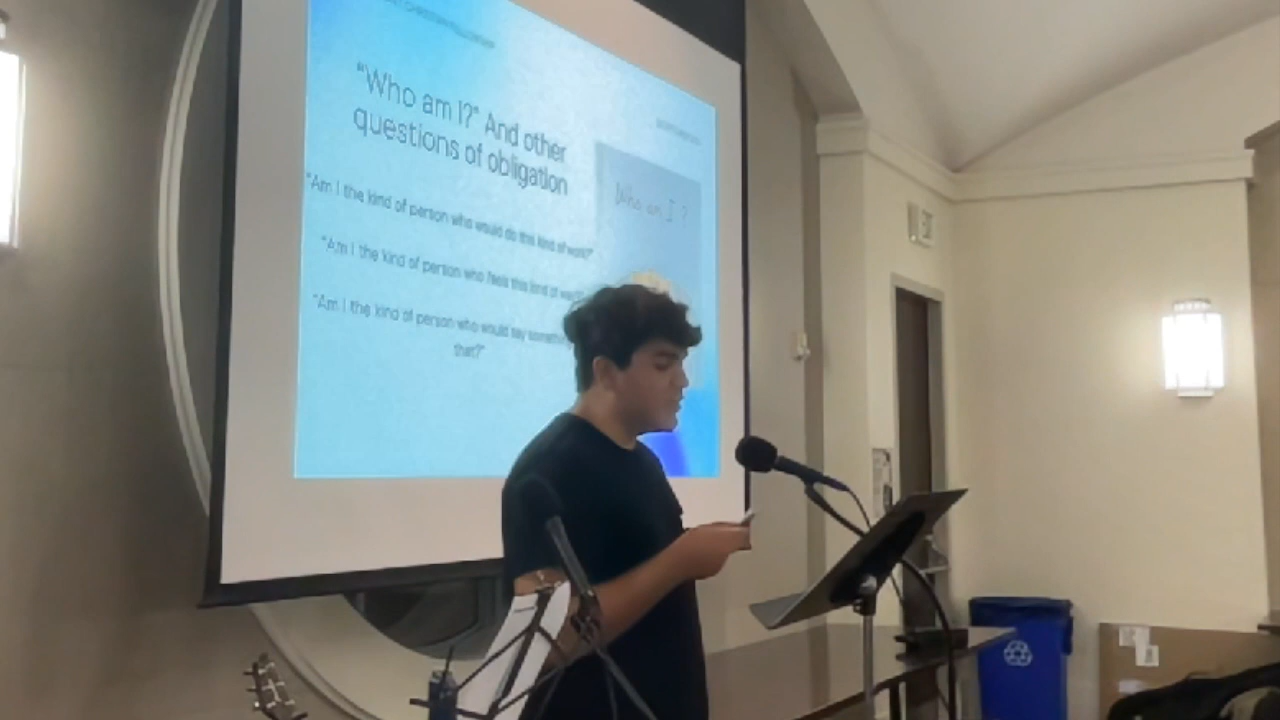 "Who am I?" And other
questions of obligation
Who am I ?
"Am I the kind of person who would do this kind of work?"
"Am I the kind of person who feels this kind of way?"
"Am I the kind of person who would say
that?"